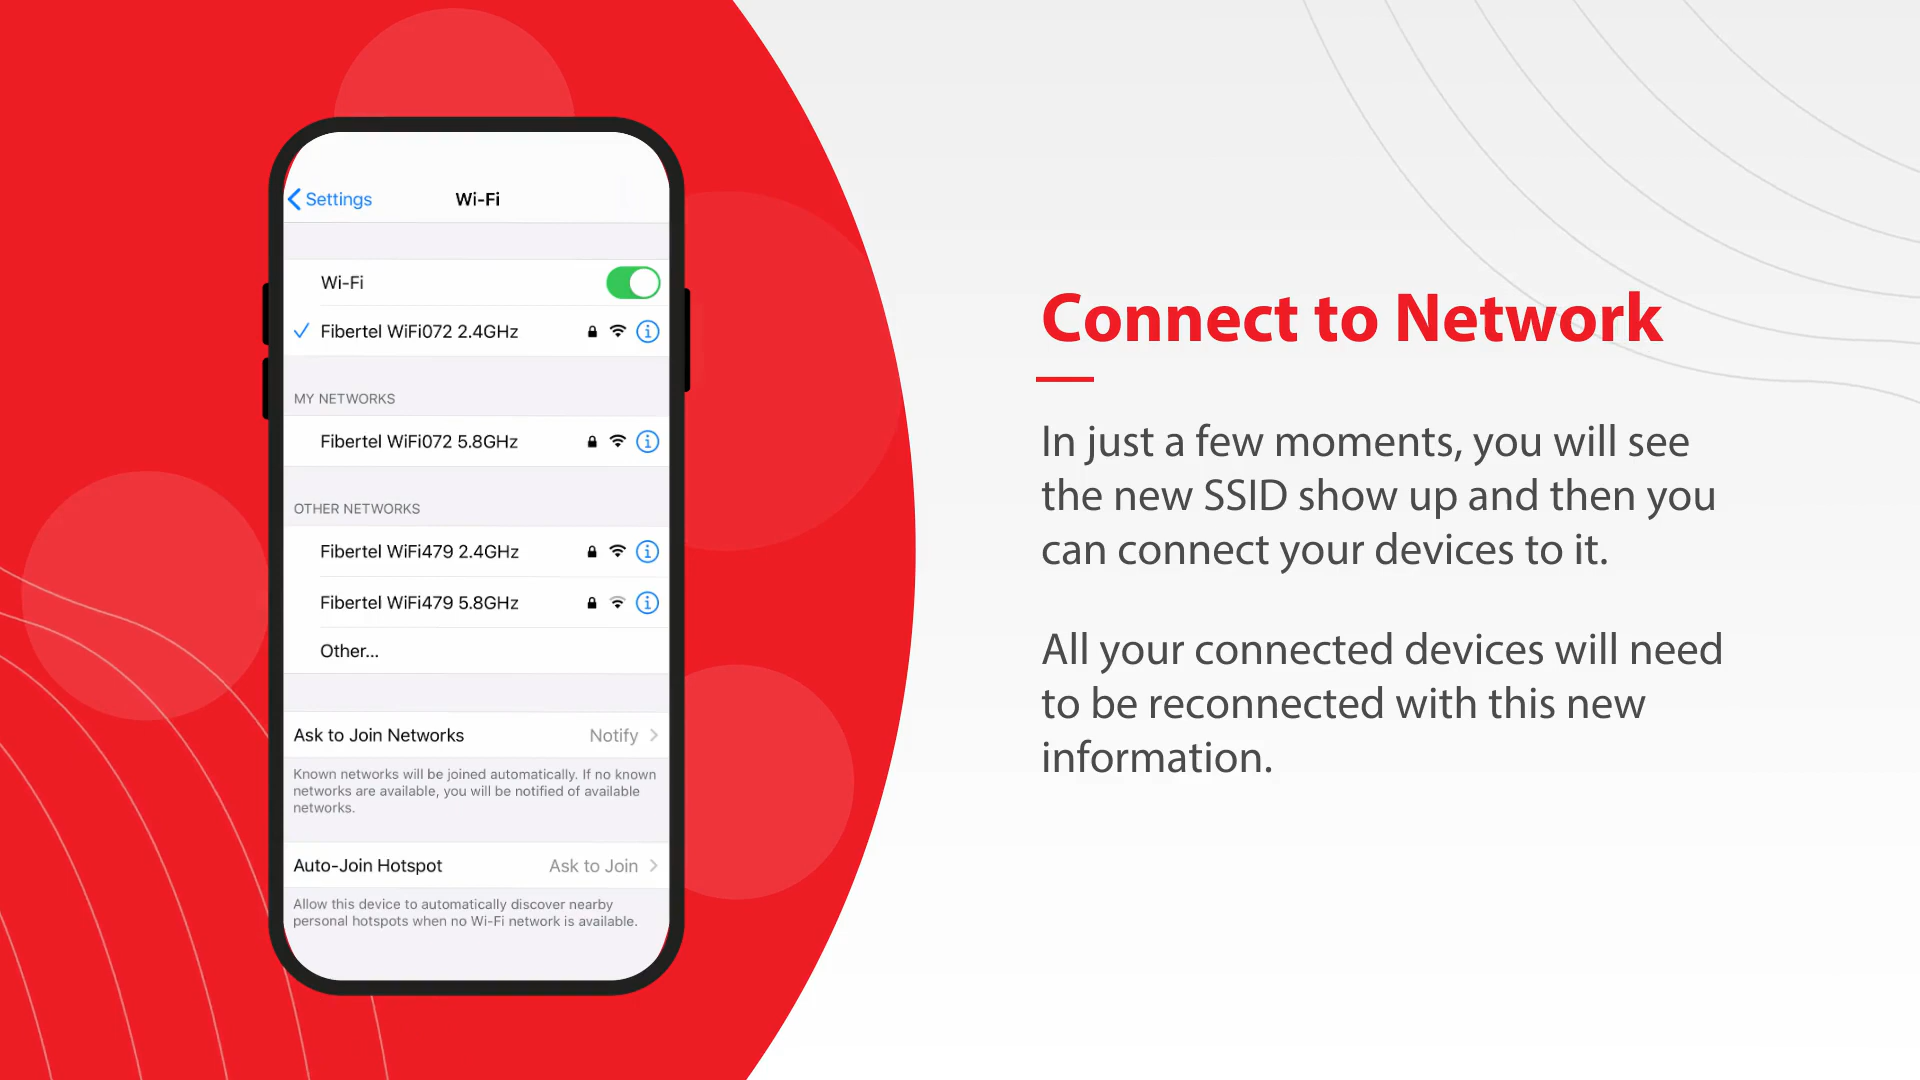 Settings
Wi-Fi
Wi-Fi
Fibertel WiFi072 2.4GHz
MY NETWORKS
Fibertel WiFi072 5.8GHz
OTHER NETWORKS
Fibertel WiFi479 2.4GHz
Fibertel WiFi479 5.8GHz
Other...
Ask to Join Networks Notify
Known networks will be joined automatically. If no known
networks are available, you will be notified of available
networks.
Auto-Join Hotspot Ask to Join
Allow this device to automatically discover nearby
personal hotspots when no Wi-Fi network is available.
Connect to Network
In just a few moments, you will see
the new SSID show up and then you
can connect your devices to it.
All your connected devices will need
to be reconnected with this new
information.